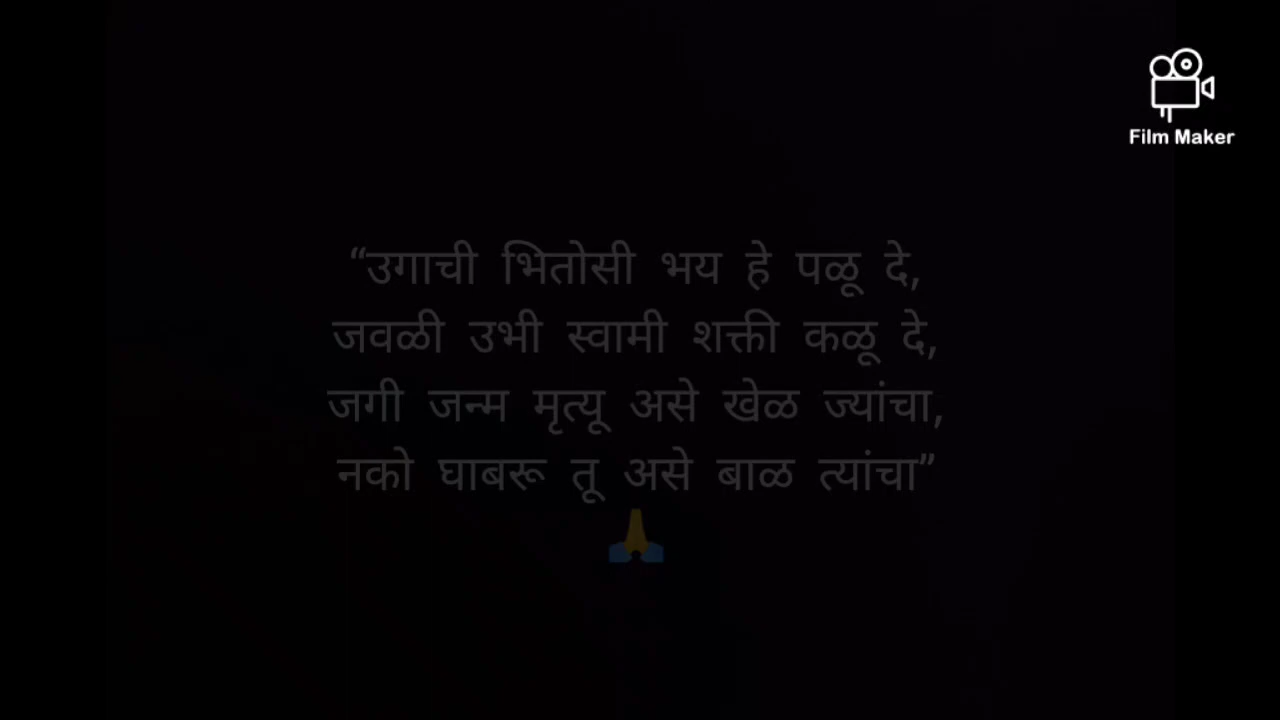 Film Maker
“उगाची भितोसी भय हे पळू दे,
जवळी उभी स्वामी शक्ती कळू दे,
जगी जन्म मृत्यू असे खेळ ज्यांचा,
नको घाबरू तू असे बाळ त्यांचा”
🙏